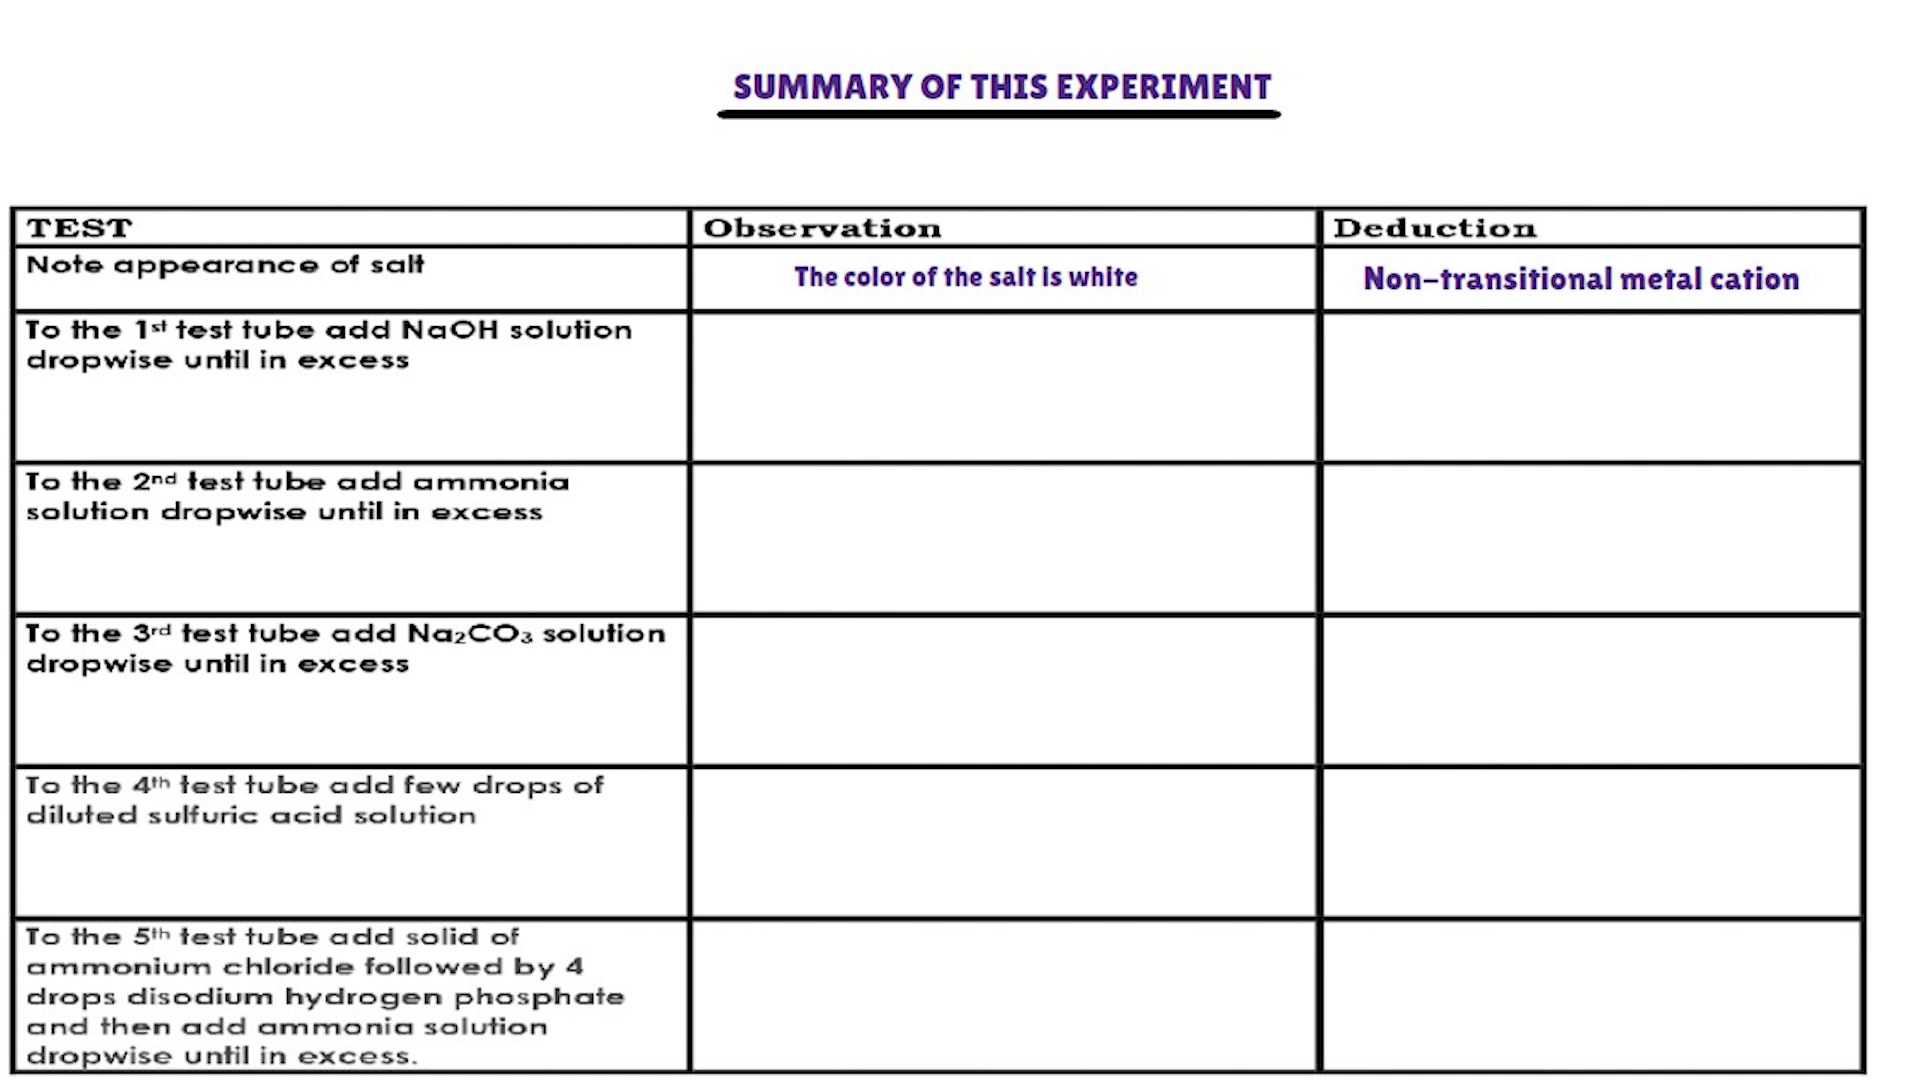 SUMMARY OF THIS EXPERIMENT
TEST
Observation
Deduction
Note appearance of salt
The color of the salt is white
Non-transitional metal cation
To the 1st test tube add NaOH solution
dropwise until in excess
To the 2nd test tube add ammonia
solution dropwise until in excess
To the 3rd test tube add Na₂CO₃ solution
dropwise until in excess
To the 4th test tube add few drops of
diluted sulfuric acid solution
To the 5th test tube add solid of
ammonium chloride followed by 4
drops disodium hydrogen phosphate
and then add ammonia solution
dropwise until in excess.